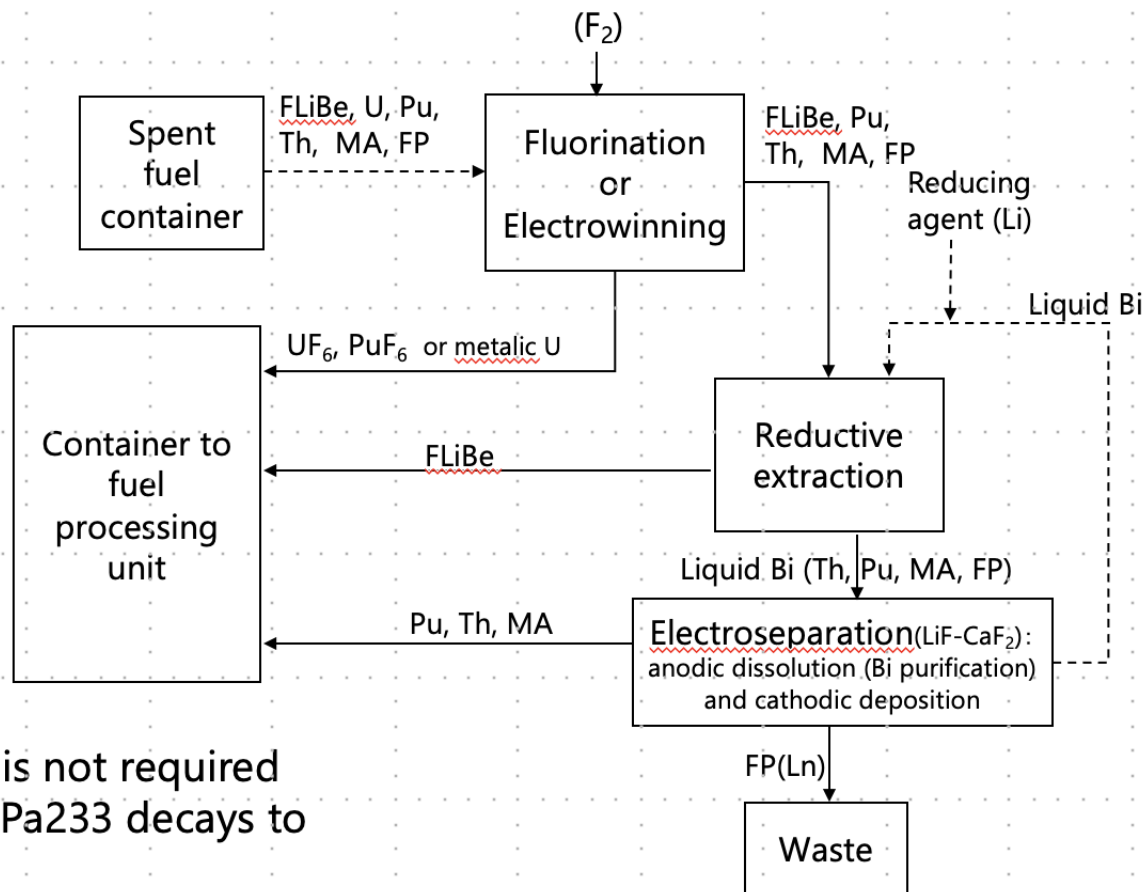 (F₂)
Spent
fuel
container
FLiBe, U, Pu,
Th, MA, FP
Fluorination
or
Electrowinning
FLiBe, Pu,
Th, MA, FP
Reducing
agent (Li)
Liquid Bi
UF₆, PuF₆ or metalic U
Container to
fuel
processing
unit
FLiBe
Reductive
extraction
Liquid Bi (Th, Pu, MA, FP)
Pu, Th, MA
Electroseparation(LiF-CaF₂):
anodic dissolution (Bi purification)
and cathodic deposition
FP(Ln)
Waste
is not required
Pa233 decays to